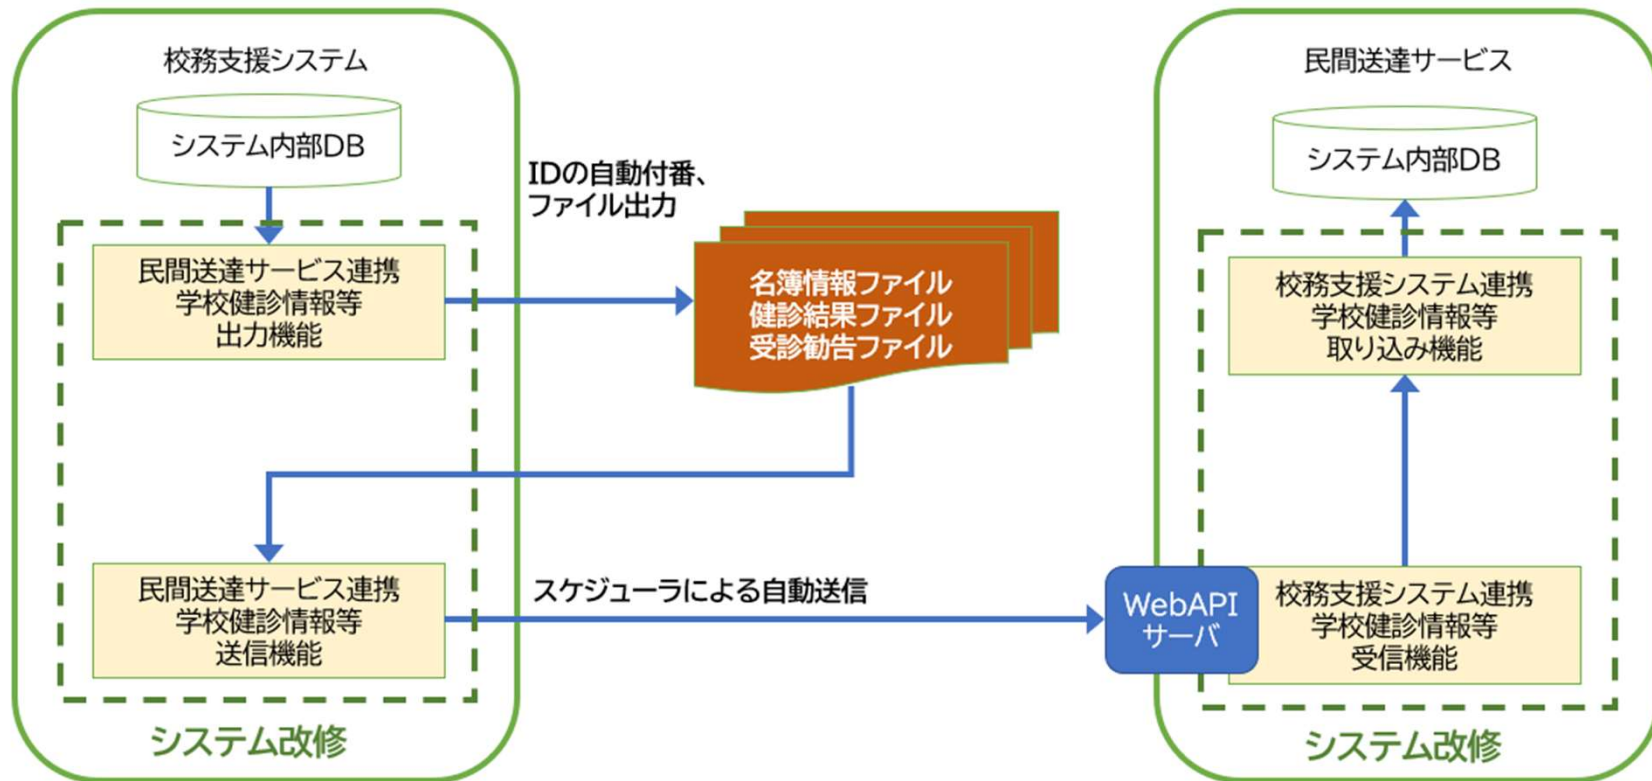 校務支援システム
システム内部DB
民間送達サービス連携
学校健診情報等
出力機能
IDの自動付番、
ファイル出力
名簿情報ファイル
健診結果ファイル
受診勧告ファイル
民間送達サービス連携
学校健診情報等
送信機能
システム改修
スケジューラによる自動送信
民間送達サービス
システム内部DB
校務支援システム連携
学校健診情報等
取り込み機能
WebAPI
サーバ
校務支援システム連携
学校健診情報等
受信機能
システム改修